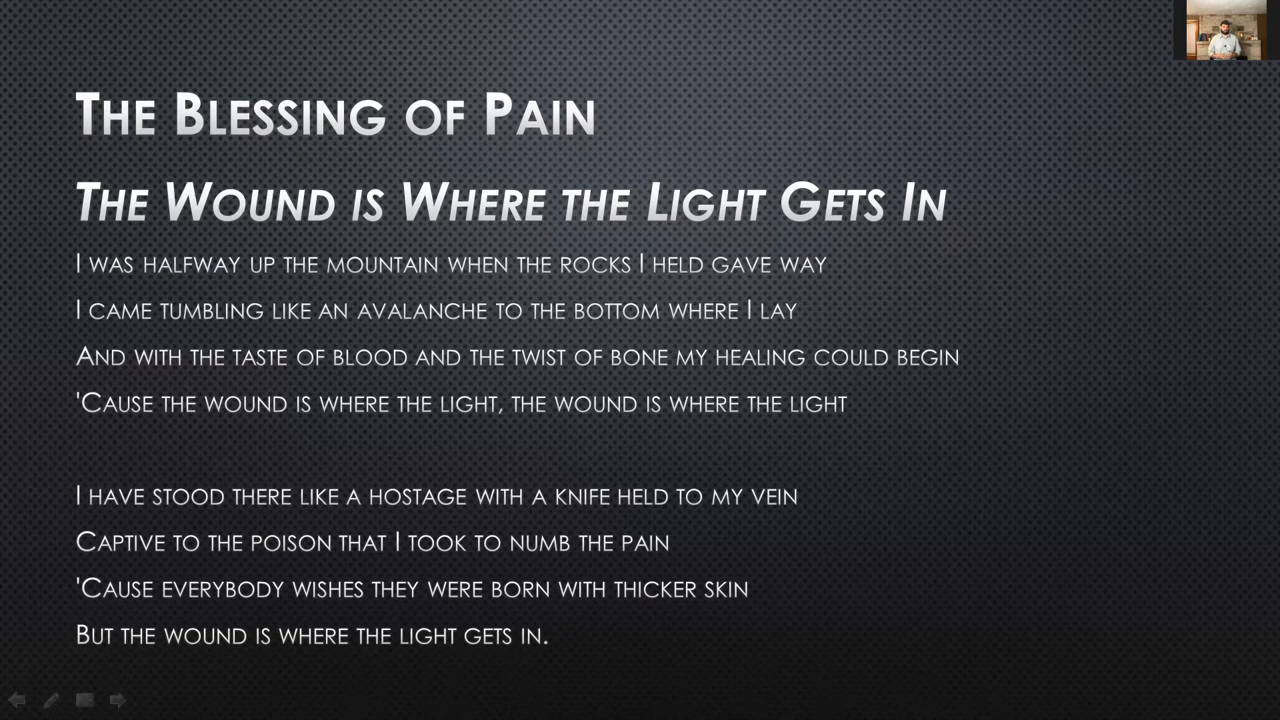 The Blessing of Pain
The Wound is Where the Light Gets In
I was halfway up the mountain when the rocks I held gave way
I came tumbling like an avalanche to the bottom where I lay
And with the taste of blood and the twist of bone my healing could begin
'Cause the wound is where the light, the wound is where the light
I have stood there like a hostage with a knife held to my vein
Captive to the poison that I took to numb the pain
'Cause everybody wishes they were born with thicker skin
But the wound is where the light gets in.